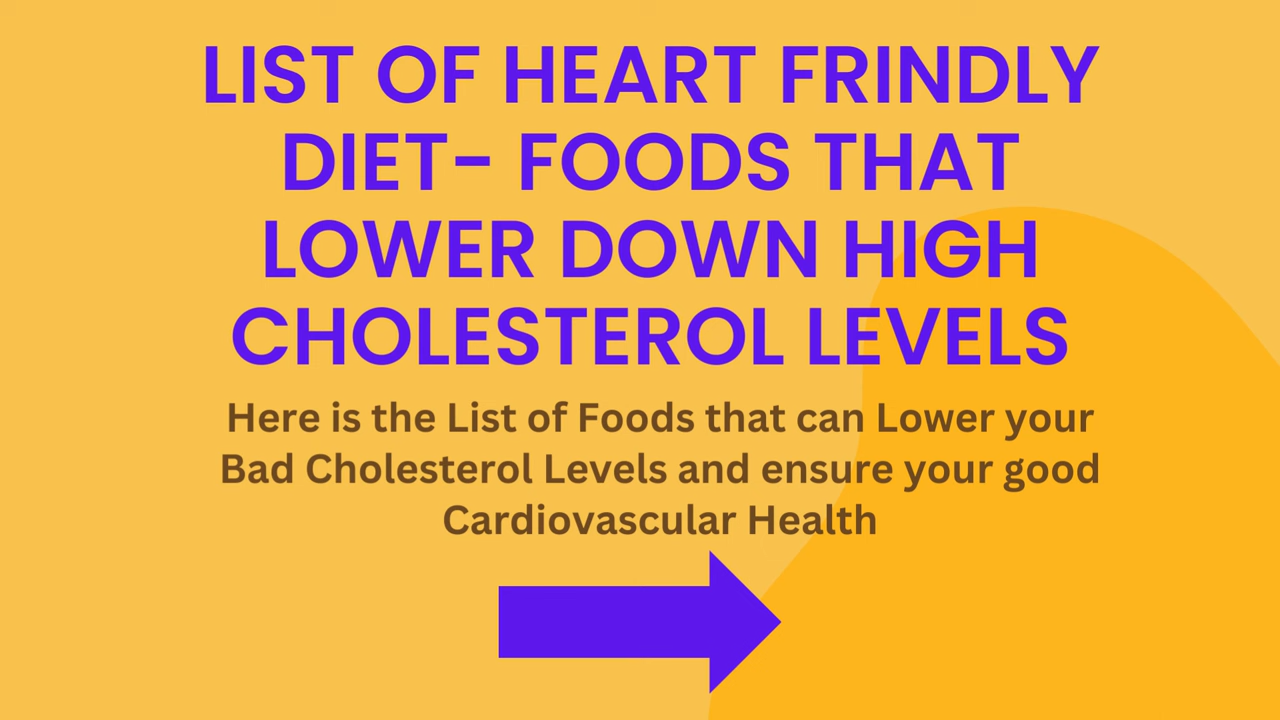 LIST OF HEART FRINDLY
DIET- FOODS THAT
LOWER DOWN HIGH
CHOLESTEROL LEVELS
Here is the List of Foods that can Lower your
Bad Cholesterol Levels and ensure your good
Cardiovascular Health